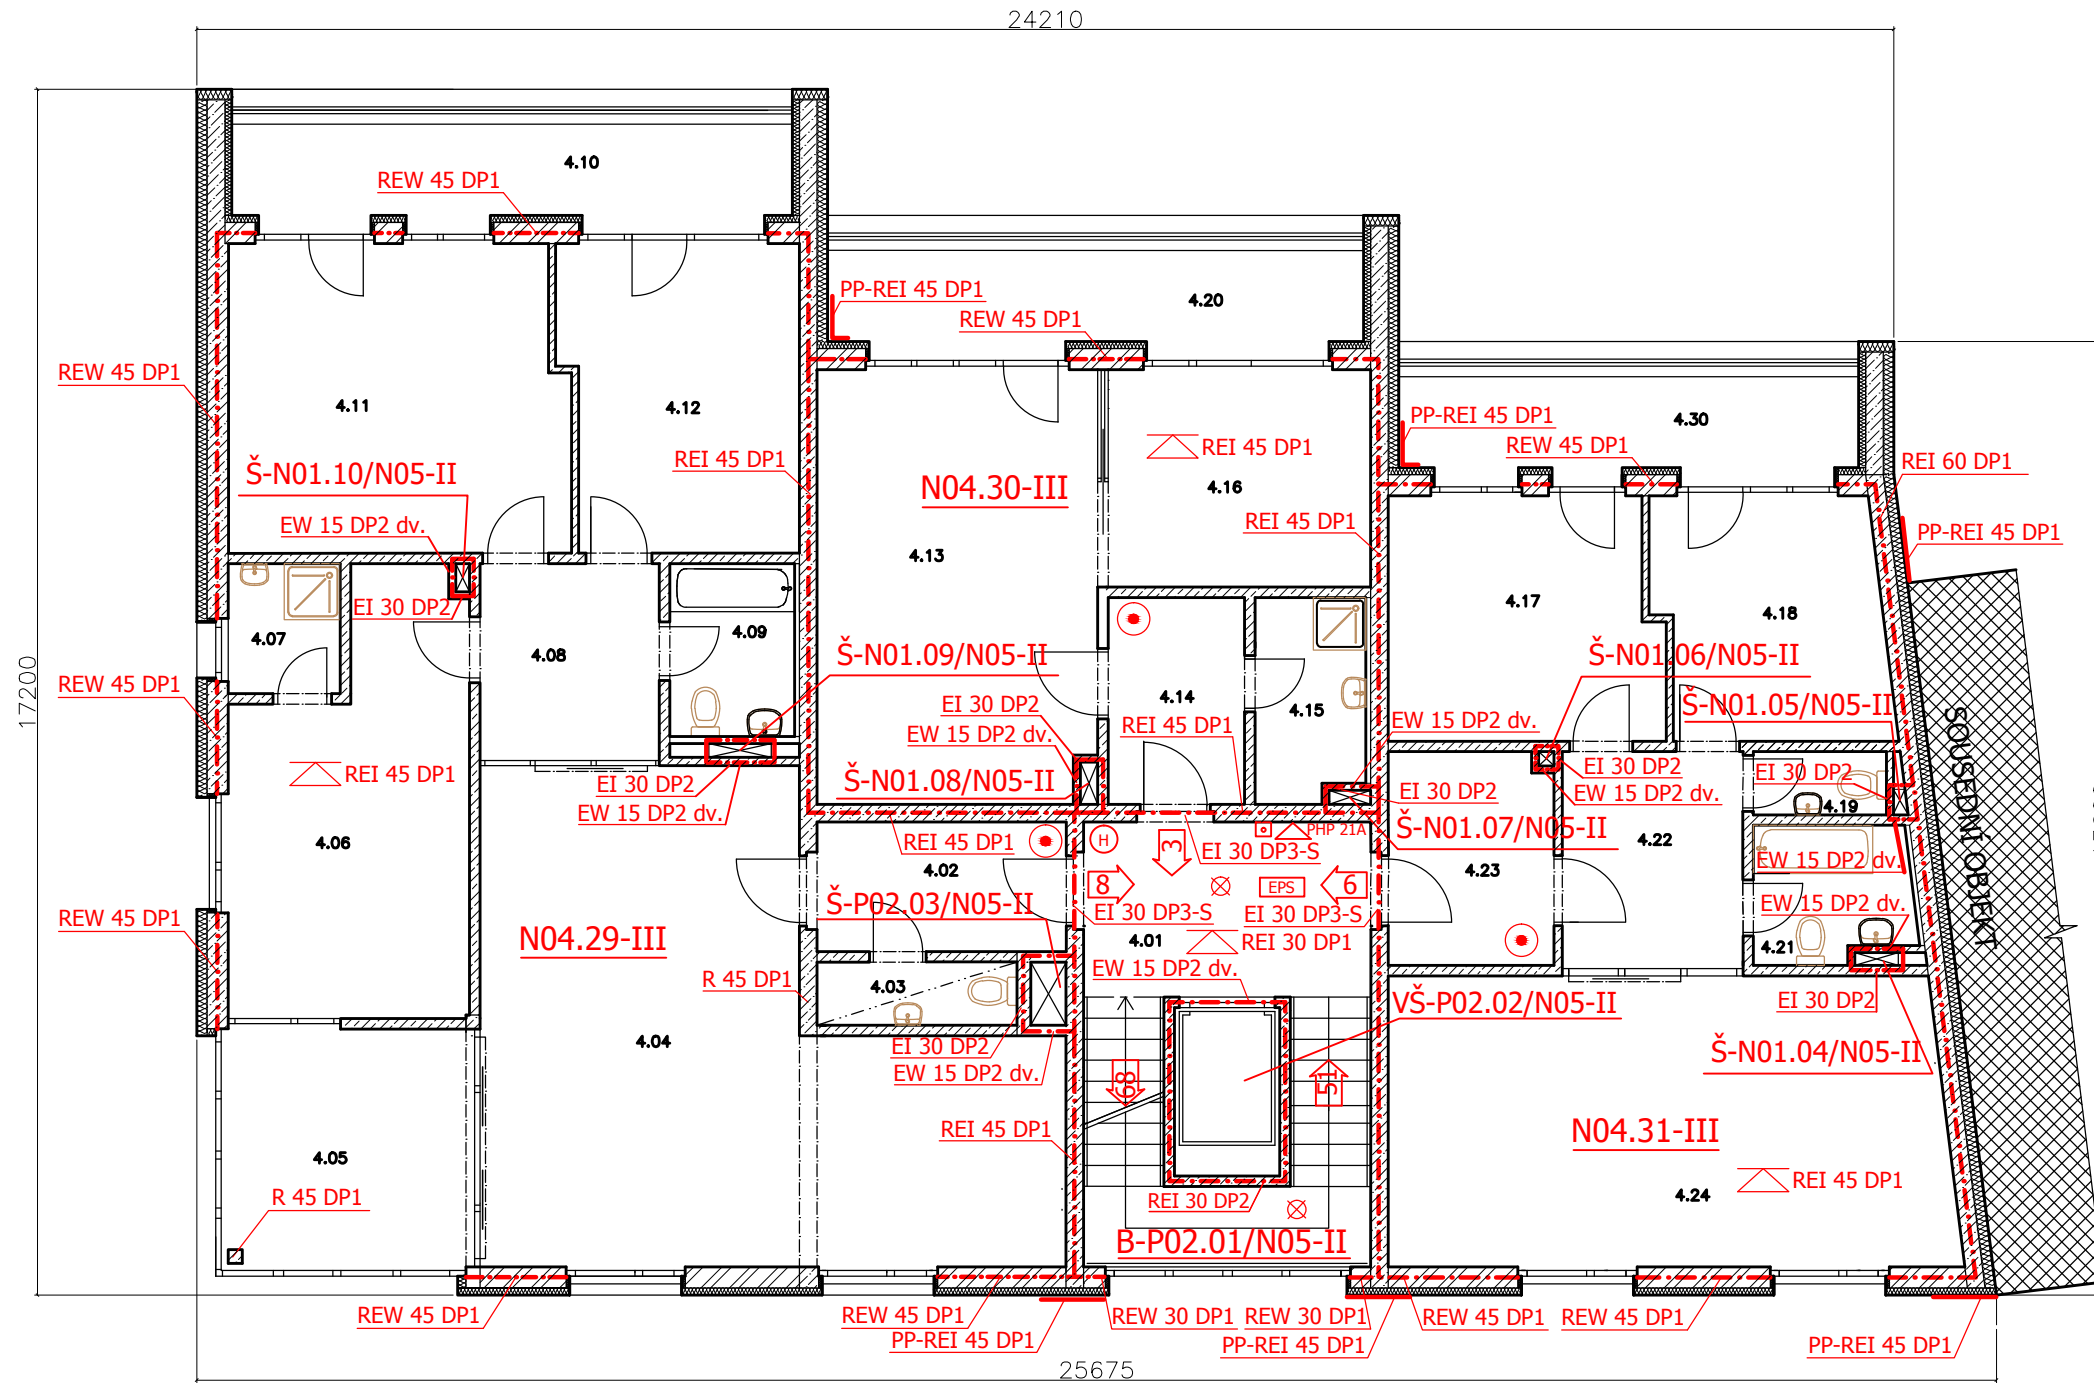 24210
4.10
REW 45 DP1
PP-REI 45 DP1
4.20
REW 45 DP1
REW 45 DP1
4.11
4.12
PP-REI 45 DP1
4.30
REW 45 DP1
REI 45 DP1
REI 45 DP1
Š-N01.10/N05-II
N04.30-III
4.16
REI 60 DP1
EW 15 DP2 dv.
REI 45 DP1
PP-REI 45 DP1
4.13
EI 30 DP2
4.17
4.18
4.07
4.08
4.09
Š-N01.09/N05-II
Š-N01.06/N05-II
17200
REW 45 DP1
EI 30 DP2
4.14
4.15
Š-N01.05/N05-II
EW 15 DP2 dv.
REI 45 DP1
EW 15 DP2 dv.
SOUSEDNÍ OBJEKT
REI 45 DP1
EI 30 DP2
Š-N01.08/N05-II
EI 30 DP2
EI 30 DP2
EI 30 DP2
EW 15 DP2 dv.
EW 15 DP2 dv.
4.19
4.06
REI 45 DP1
H
3
PHP 21A
Š-N01.07/N05-II
EI 30 DP3-S
4.22
4.02
4.23
EW 15 DP2 dv.
8
EPS
6
REW 45 DP1
Š-P02.03/N05-II
EI 30 DP3-S
EI 30 DP3-S
EW 15 DP2 dv.
N04.29-III
4.01
REI 30 DP1
4.21
R 45 DP1
4.03
EW 15 DP2 dv.
VŠ-P02.02/N05-II
EI 30 DP2
4.04
EI 30 DP2
Š-N01.04/N05-II
EW 15 DP2 dv.
68
51
REI 45 DP1
N04.31-III
4.05
R 45 DP1
REI 30 DP2
4.24
REI 45 DP1
B-P02.01/N05-II
REW 45 DP1
REW 45 DP1
REW 30 DP1
REW 30 DP1
REW 45 DP1
REW 45 DP1
PP-REI 45 DP1
PP-REI 45 DP1
PP-REI 45 DP1
25675